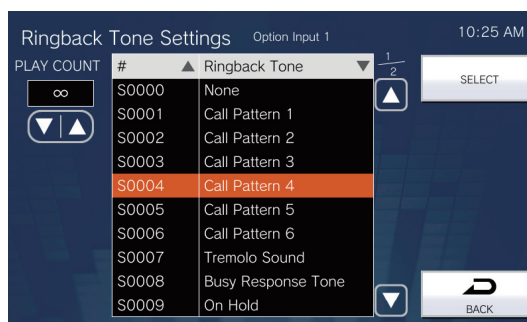 Ringback Tone Settings Option Input 1 10:25 AM
PLAY COUNT
∞
# Ringback Tone
S0000 None
S0001 Call Pattern 1
S0002 Call Pattern 2
S0003 Call Pattern 3
S0004 Call Pattern 4
S0005 Call Pattern 5
S0006 Call Pattern 6
S0007 Tremolo Sound
S0008 Busy Response Tone
S0009 On Hold
1/2
SELECT
BACK